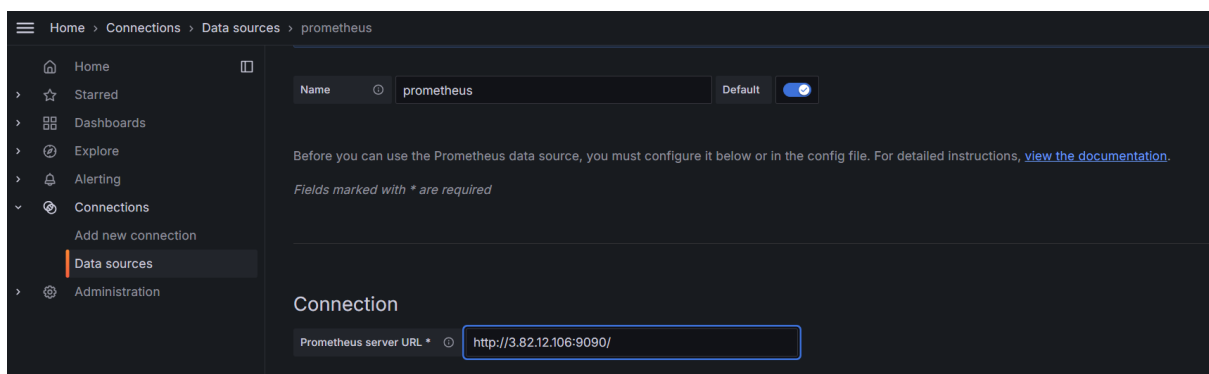 Home › Connections › Data sources › prometheus
Home
Starred
Dashboards
Explore
Alerting
Connections
Add new connection
Data sources
Administration
Name prometheus Default
Before you can use the Prometheus data source, you must configure it below or in the config file. For detailed instructions, view the documentation.
Fields marked with * are required
Connection
Prometheus server URL * http://3.82.12.106:9090/